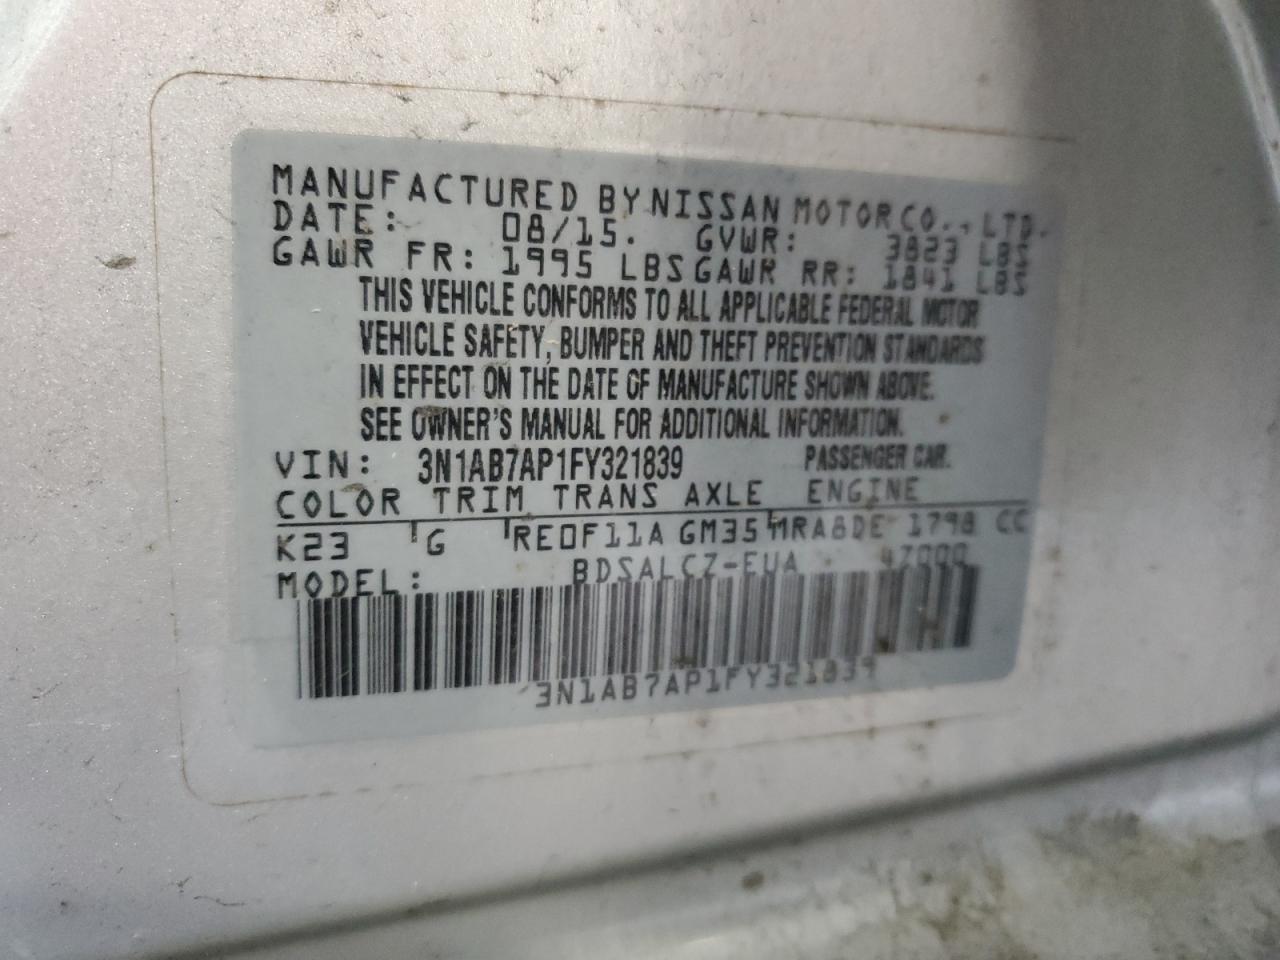 MANUFACTURED BY NISSAN MOTOR CO., LTD.
DATE: 08/15. GVWR: 3823 LBS
GAWR FR: 1995 LBS GAWR RR: 1841 LBS
THIS VEHICLE CONFORMS TO ALL APPLICABLE FEDERAL MOTOR
VEHICLE SAFETY, BUMPER AND THEFT PREVENTION STANDARDS
IN EFFECT ON THE DATE OF MANUFACTURE SHOWN ABOVE.
SEE OWNER'S MANUAL FOR ADDITIONAL INFORMATION.
VIN: 3N1AB7AP1FY321839 PASSENGER CAR.
COLOR TRIM TRANS AXLE ENGINE
K23 G RE0F11A GM35 MRA8DE 1798 CC
MODEL: BDSALCZ-EUA 47000
3N1AB7AP1FY321839